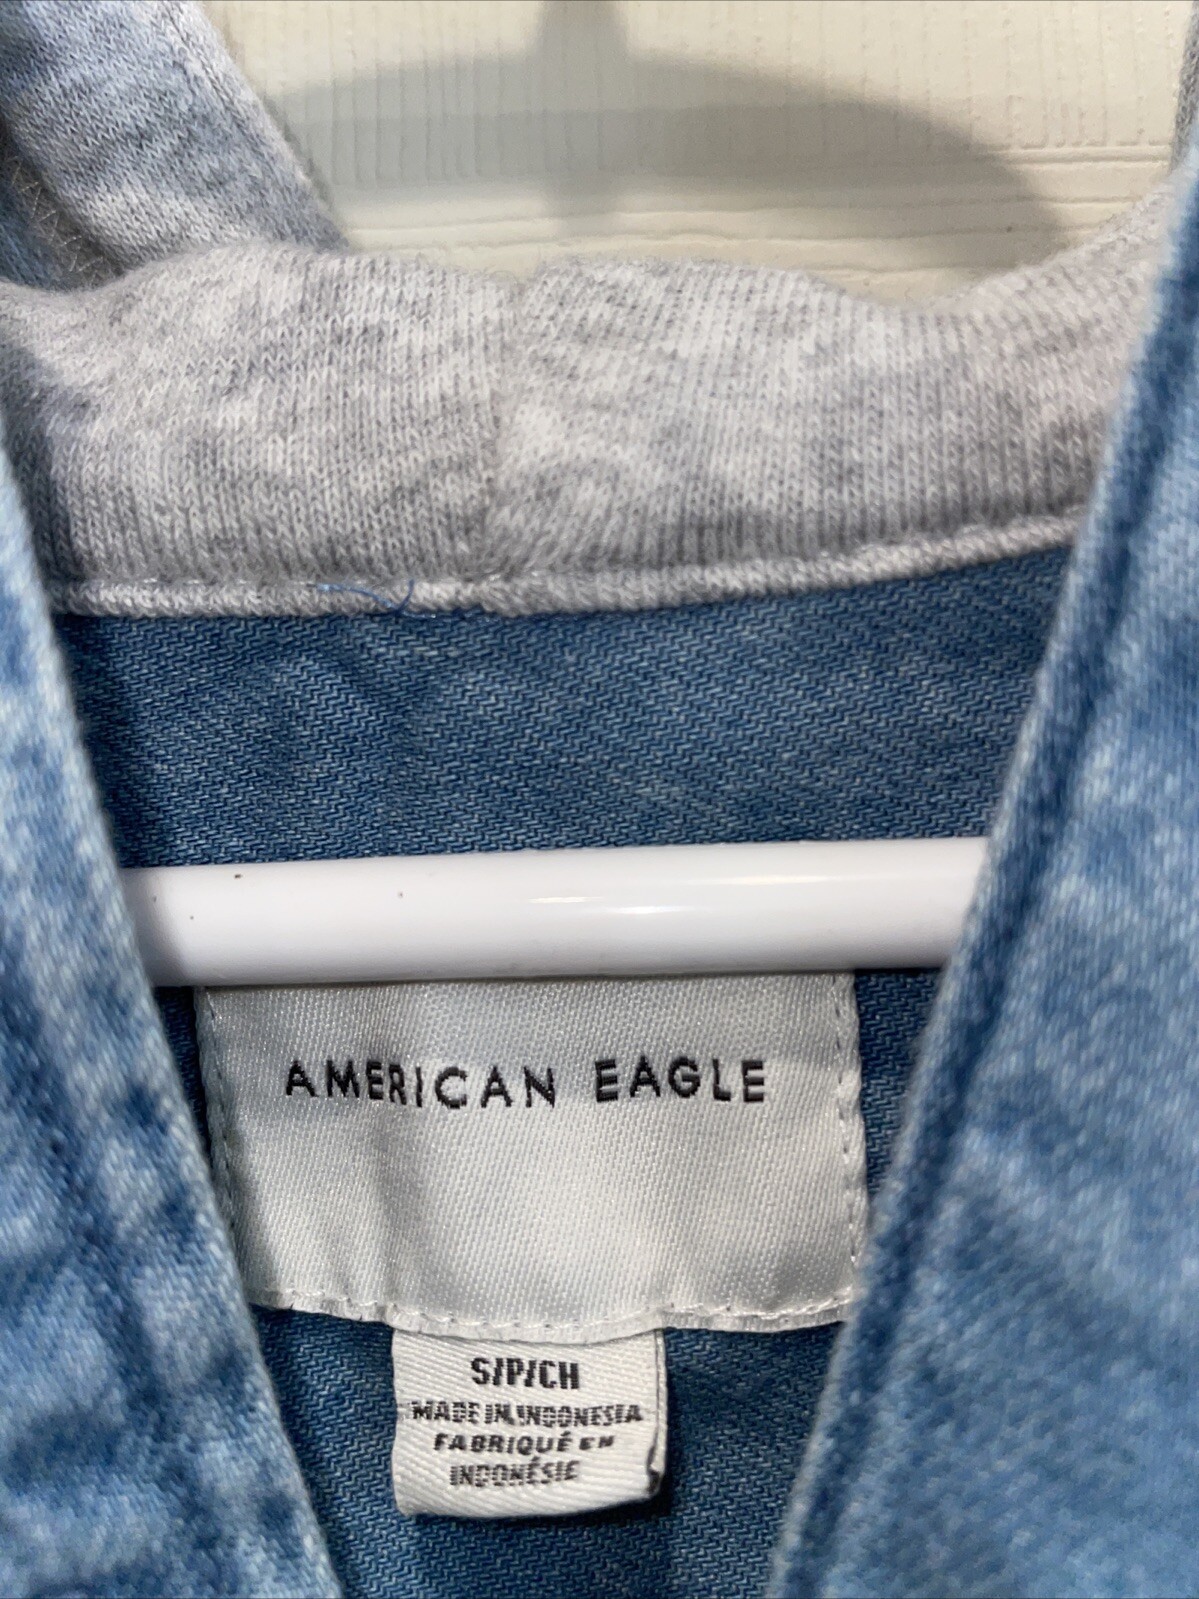 AMERICAN EAGLE
S/P/CH
MADE IN INDONESIA
FABRIQUÉ EN
INDONÉSIE